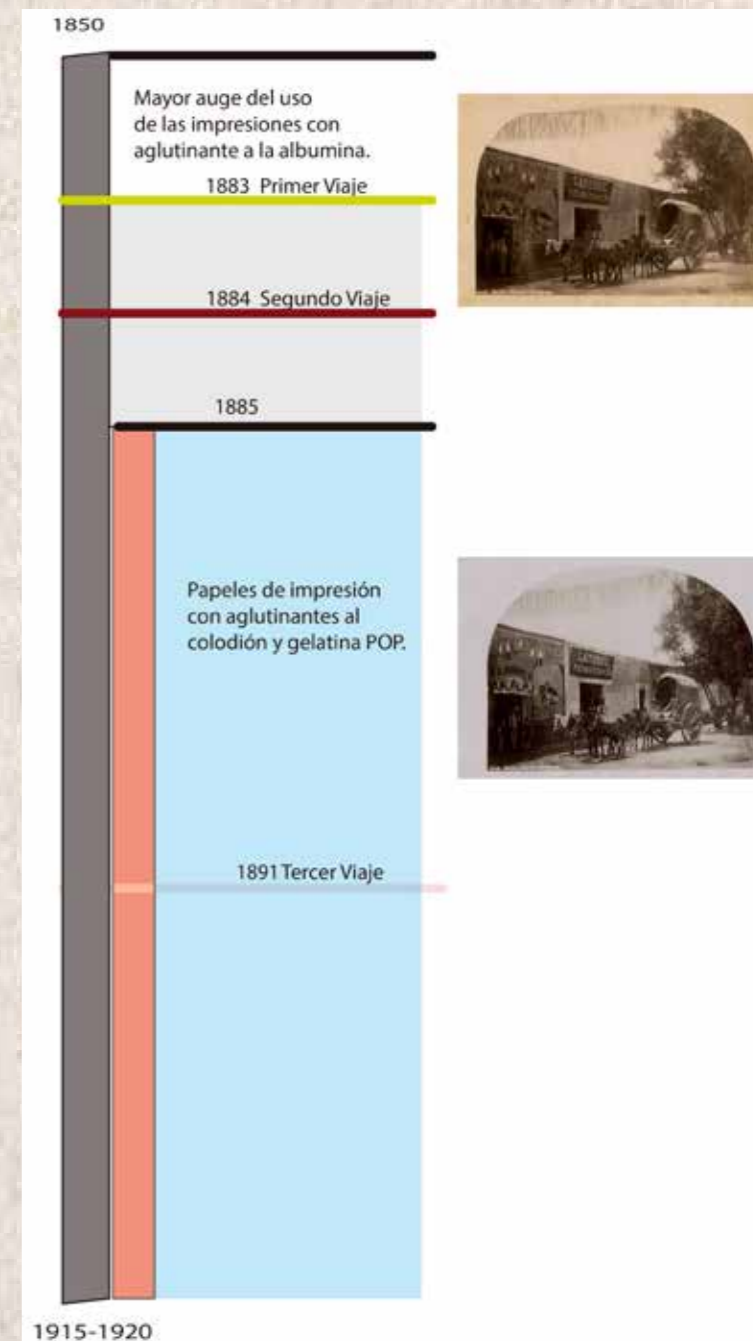 1850
Mayor auge del uso
de las impresiones con
aglutinante a la albumina.
1883 Primer Viaje
1884 Segundo Viaje
1885
Papeles de impresión
con aglutinantes al
colodión y gelatina POP.
1891 Tercer Viaje
1915-1920